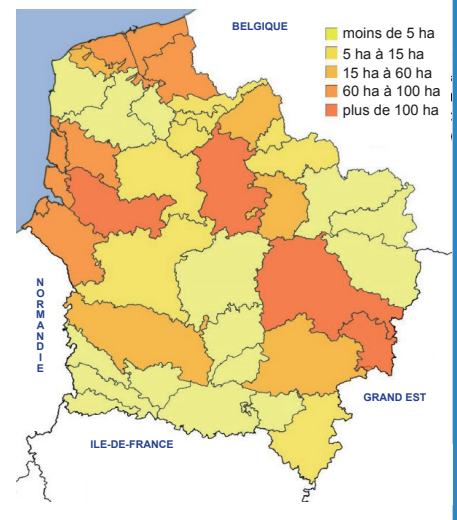 BELGIQUE
moins de 5 ha
5 ha à 15 ha
15 ha à 60 ha
60 ha à 100 ha
plus de 100 ha
NORMANDIE
GRAND EST
ILE-DE-FRANCE